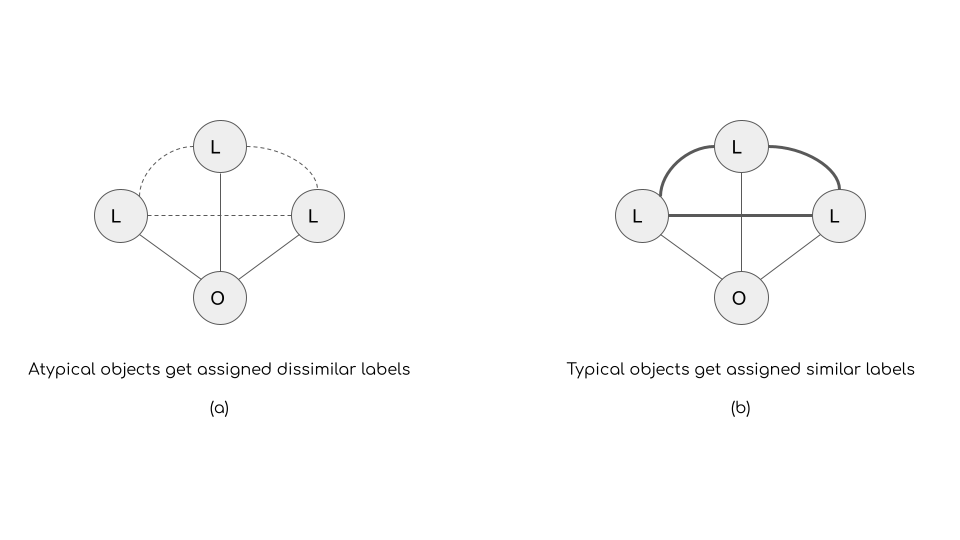 L
L
L
L
L
L
O
O
Atypical objects get assigned dissimilar labels
Typical objects get assigned similar labels
(a)
(b)